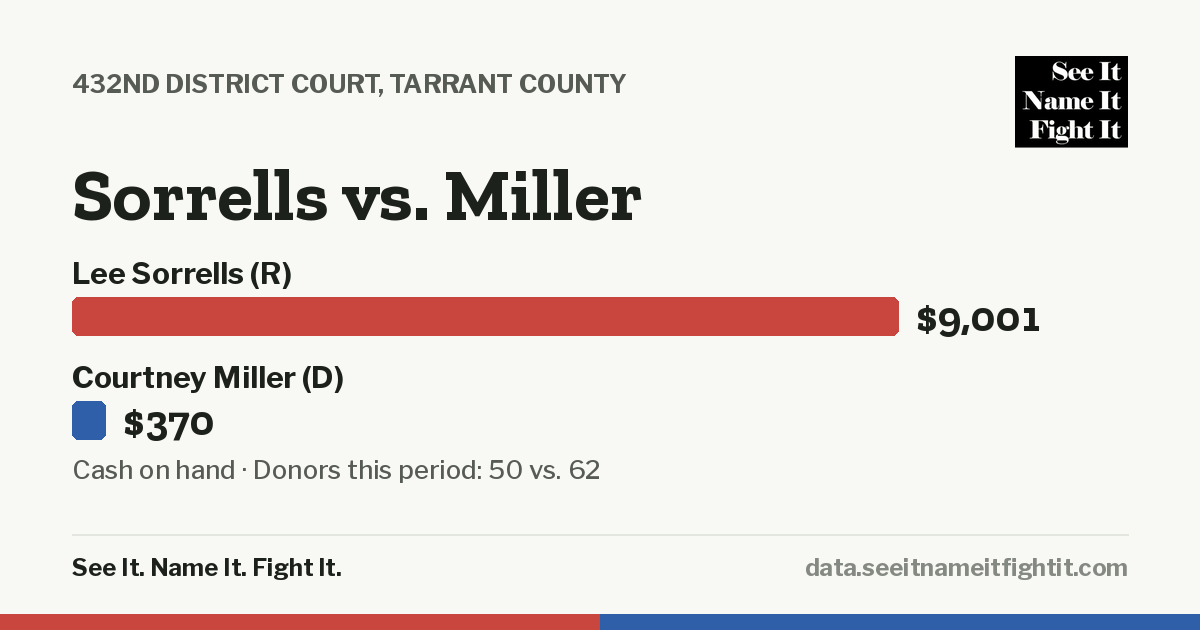 432ND DISTRICT COURT, TARRANT COUNTY
See It
Name It
Fight It
Sorrells vs. Miller
Lee Sorrells (R)
$9,001
Courtney Miller (D)
$370
Cash on hand · Donors this period: 50 vs. 62
See It. Name It. Fight It.
data.seeitnameitfightit.com